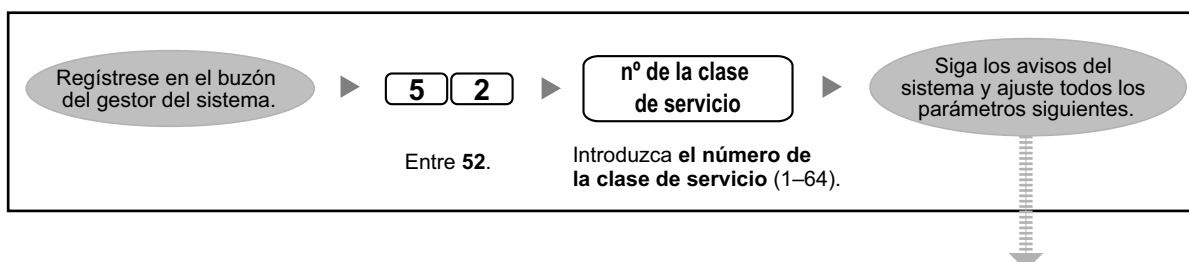 Regístrese en el buzón
del gestor del sistema.
5 2
Entre 52.
nº de la clase
de servicio
Introduzca el número de
la clase de servicio (1–64).
Siga los avisos del
sistema y ajuste todos los
parámetros siguientes.